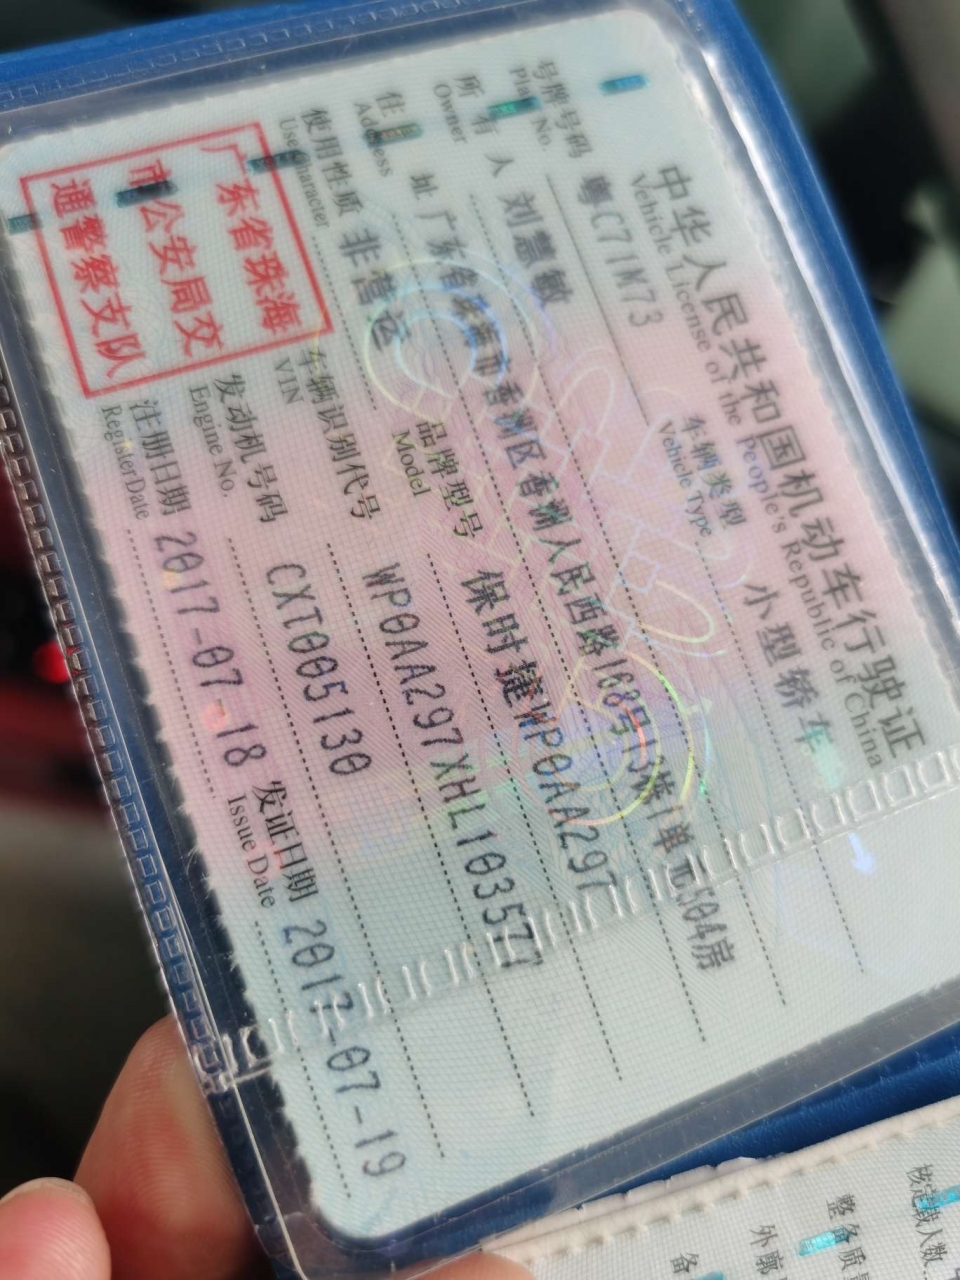 中华人民共和国机动车行驶证
Vehicle License of the People's Republic of China
号牌号码 粤C71M73 车辆类型 小型轿车
Plate No. Vehicle Type
所有人 刘慧敏
Owner
住址 广东省珠海市香洲区香洲人民西路168号13栋1单元504房
Address
使用性质 非营运 品牌型号 保时捷WP0AA297
Use Character Model
车辆识别代号 WP0AA297XHL103577
VIN
发动机号码 CXT005130
Engine No.
注册日期 2017-07-18 发证日期 2017-07-19
Register Date Issue Date
广东省珠海
市公安局交
通警察支队
核定载人数
整备质量
外廓
备